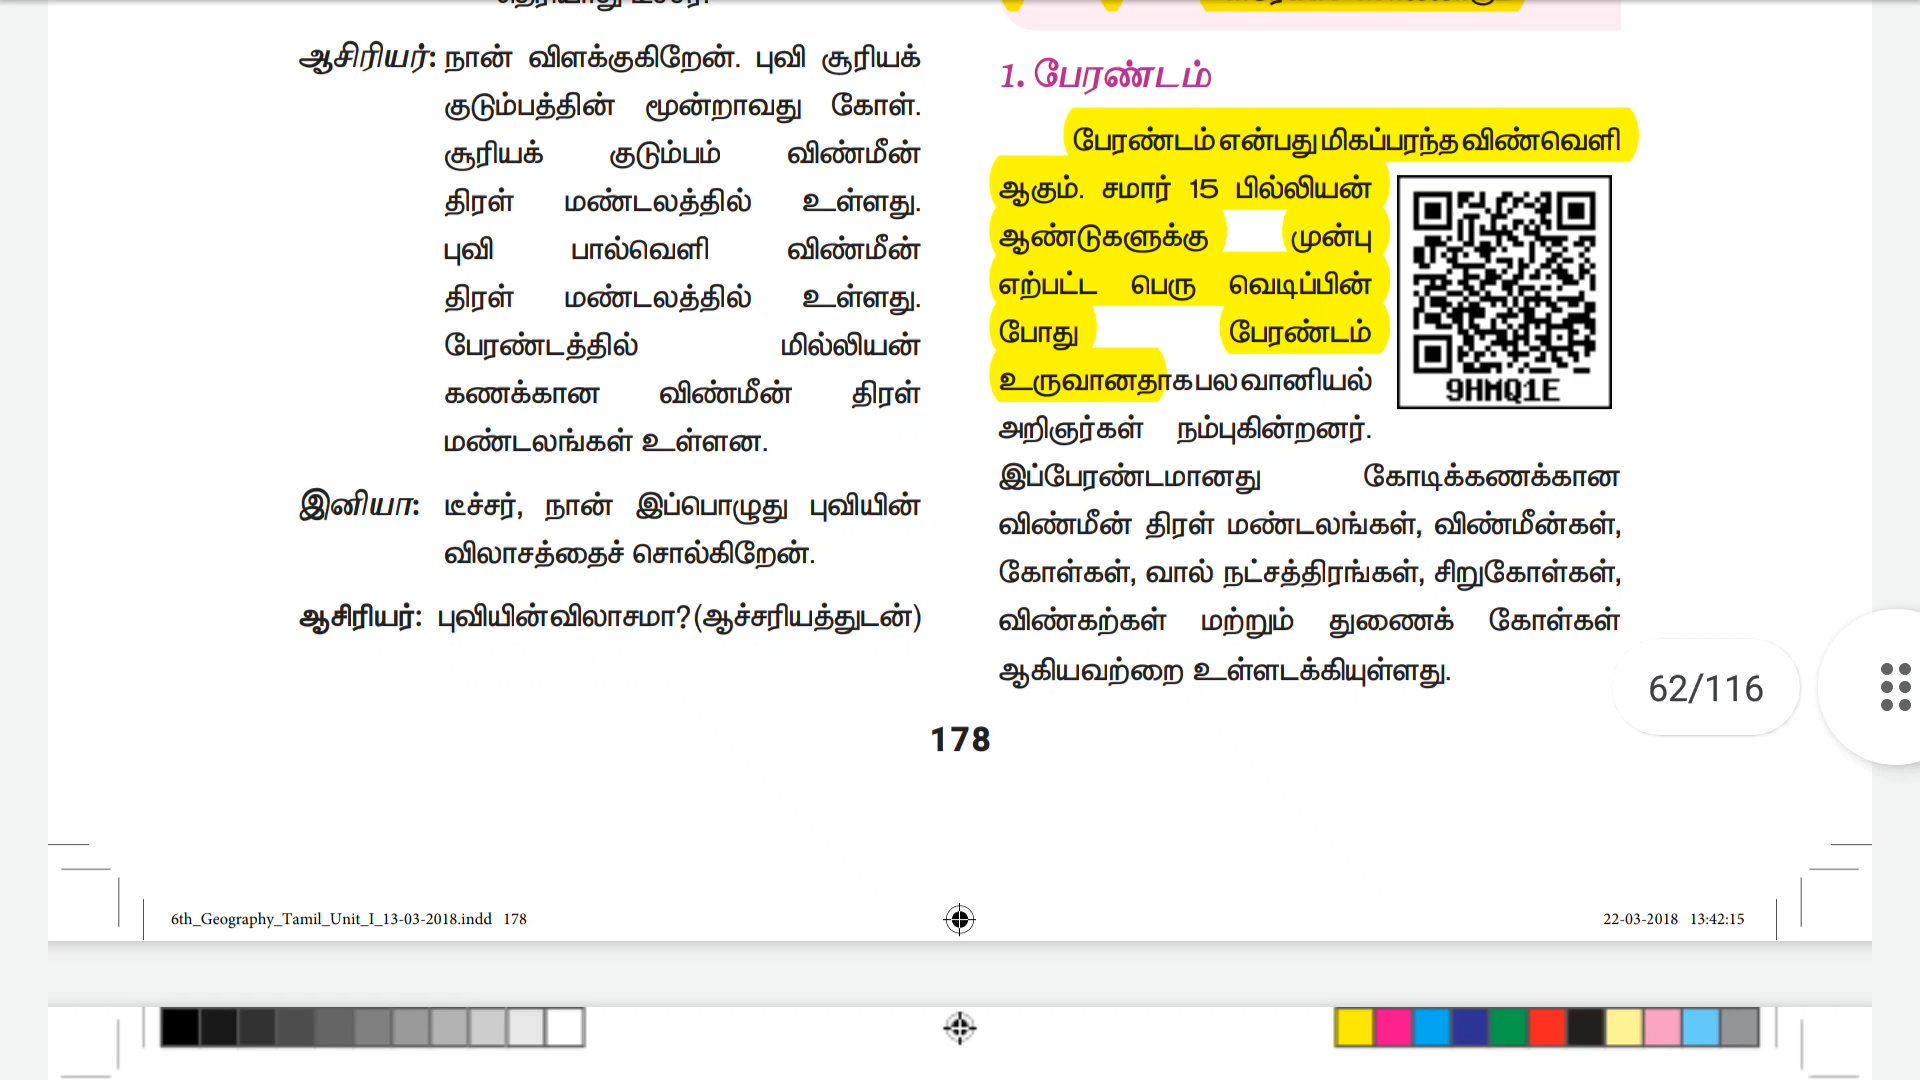 ஆசிரியர்: நான் விளக்குகிறேன். புவி சூரியக்
குடும்பத்தின் மூன்றாவது கோள்.
சூரியக் குடும்பம் விண்மீன்
திரள் மண்டலத்தில் உள்ளது.
புவி பால்வெளி விண்மீன்
திரள் மண்டலத்தில் உள்ளது.
பேரண்டத்தில் மில்லியன்
கணக்கான விண்மீன் திரள்
மண்டலங்கள் உள்ளன.
இனியா: டீச்சர், நான் இப்பொழுது புவியின்
விலாசத்தைச் சொல்கிறேன்.
ஆசிரியர்: புவியின் விலாசமா? (ஆச்சரியத்துடன்)
1. பேரண்டம்
பேரண்டம் என்பது மிகப்பரந்த விண்வெளி
ஆகும். சமார் 15 பில்லியன்
ஆண்டுகளுக்கு முன்பு
எற்பட்ட பெரு வெடிப்பின்
போது பேரண்டம்
உருவானதாக பல வானியல்
அறிஞர்கள் நம்புகின்றனர்.
இப்பேரண்டமானது கோடிக்கணக்கான
விண்மீன் திரள் மண்டலங்கள், விண்மீன்கள்,
கோள்கள், வால் நட்சத்திரங்கள், சிறுகோள்கள்,
விண்கற்கள் மற்றும் துணைக் கோள்கள்
ஆகியவற்றை உள்ளடக்கியுள்ளது.
9HMQ1E
62/116
178
6th_Geography_Tamil_Unit_I_13-03-2018.indd 178
22-03-2018 13:42:15